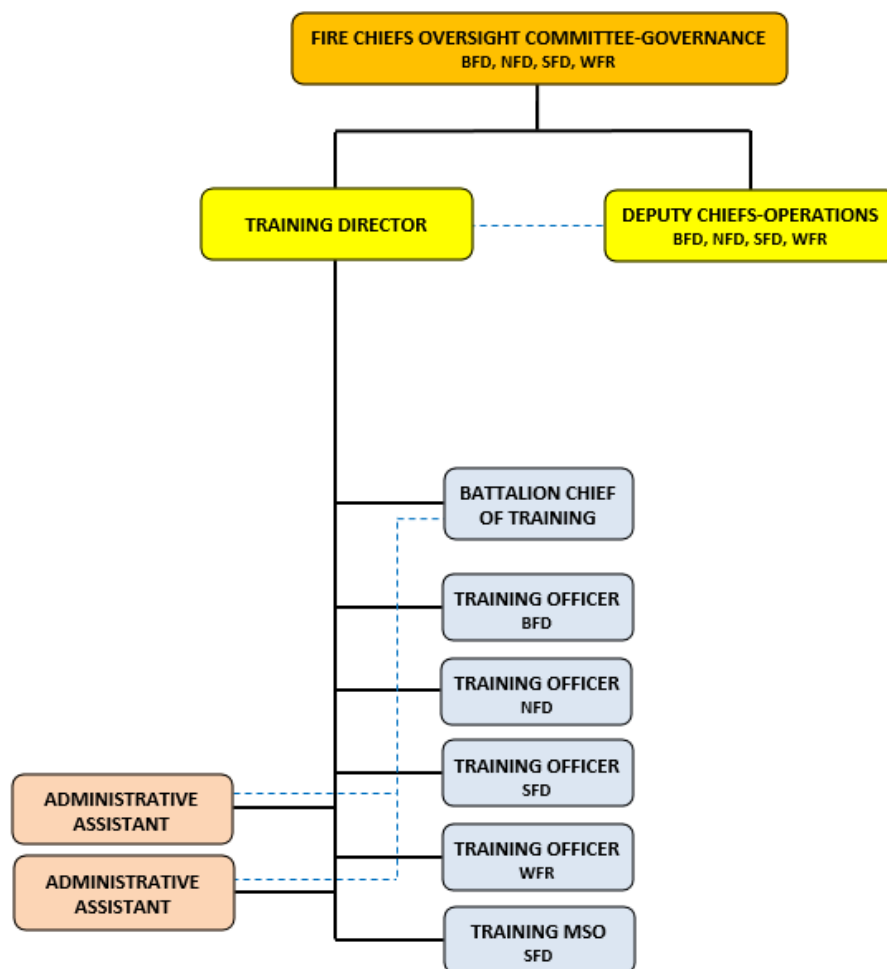 FIRE CHIEFS OVERSIGHT COMMITTEE-GOVERNANCE
BFD, NFD, SFD, WFR
TRAINING DIRECTOR
DEPUTY CHIEFS-OPERATIONS
BFD, NFD, SFD, WFR
BATTALION CHIEF
OF TRAINING
TRAINING OFFICER
BFD
TRAINING OFFICER
NFD
TRAINING OFFICER
SFD
ADMINISTRATIVE
ASSISTANT
TRAINING OFFICER
WFR
ADMINISTRATIVE
ASSISTANT
TRAINING MSO
SFD